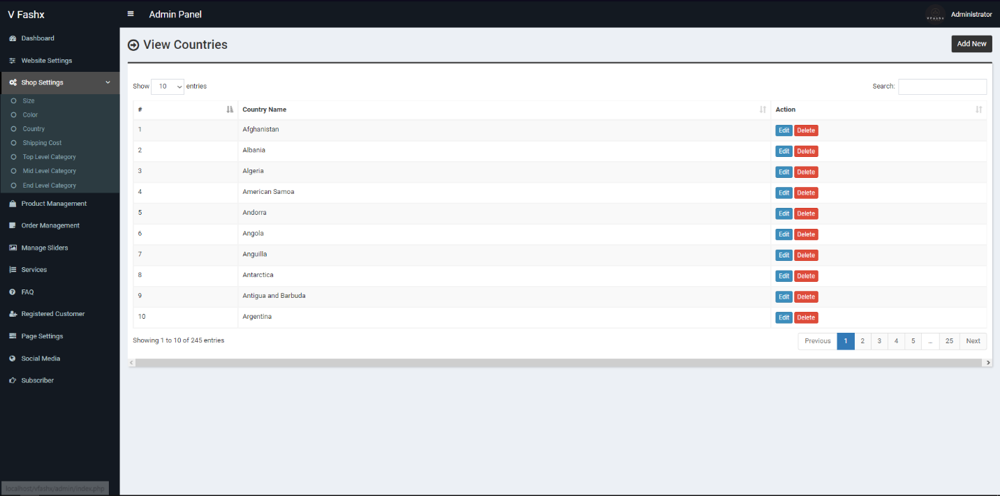 V Fashx
Admin Panel
VFASHX
Administrator
Dashboard
Website Settings
Shop Settings
Size
Color
Country
Shipping Cost
Top Level Category
Mid Level Category
End Level Category
Product Management
Order Management
Manage Sliders
Services
FAQ
Registered Customer
Page Settings
Social Media
Subscriber
View Countries
Add New
Show 10 entries
Search:
# Country Name Action
1 Afghanistan Edit Delete
2 Albania Edit Delete
3 Algeria Edit Delete
4 American Samoa Edit Delete
5 Andorra Edit Delete
6 Angola Edit Delete
7 Anguilla Edit Delete
8 Antarctica Edit Delete
9 Antigua and Barbuda Edit Delete
10 Argentina Edit Delete
Showing 1 to 10 of 245 entries
Previous 1 2 3 4 5 … 25 Next
localhost/vfashx/admin/index.php